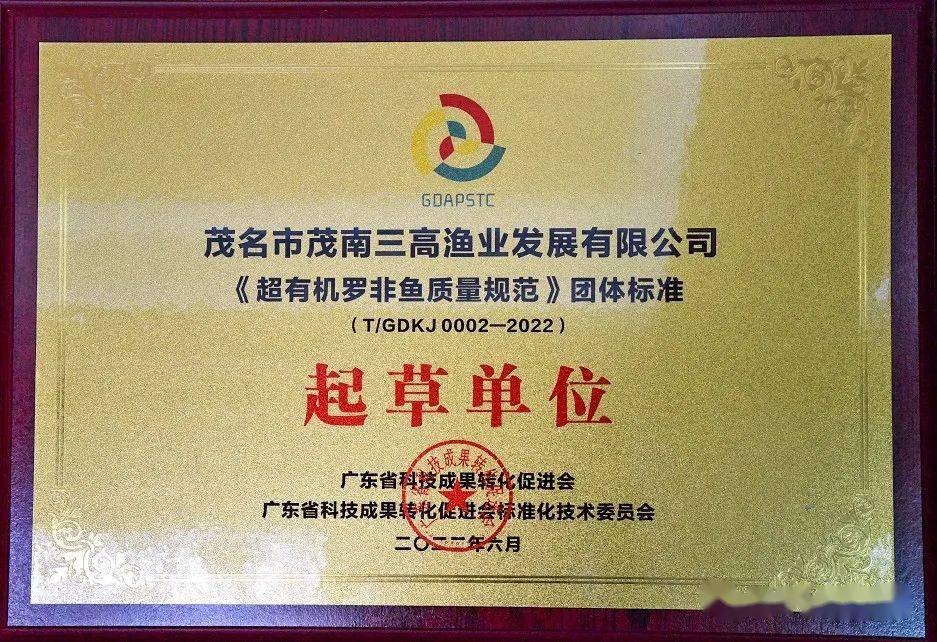 GDAPSTC
茂名市茂南三高渔业发展有限公司
《超有机罗非鱼质量规范》团体标准
（T/GDKJ 0002—2022）
起草单位
广东省科技成果转化促进会
广东省科技成果转化促进会标准化技术委员会
二〇二二年六月